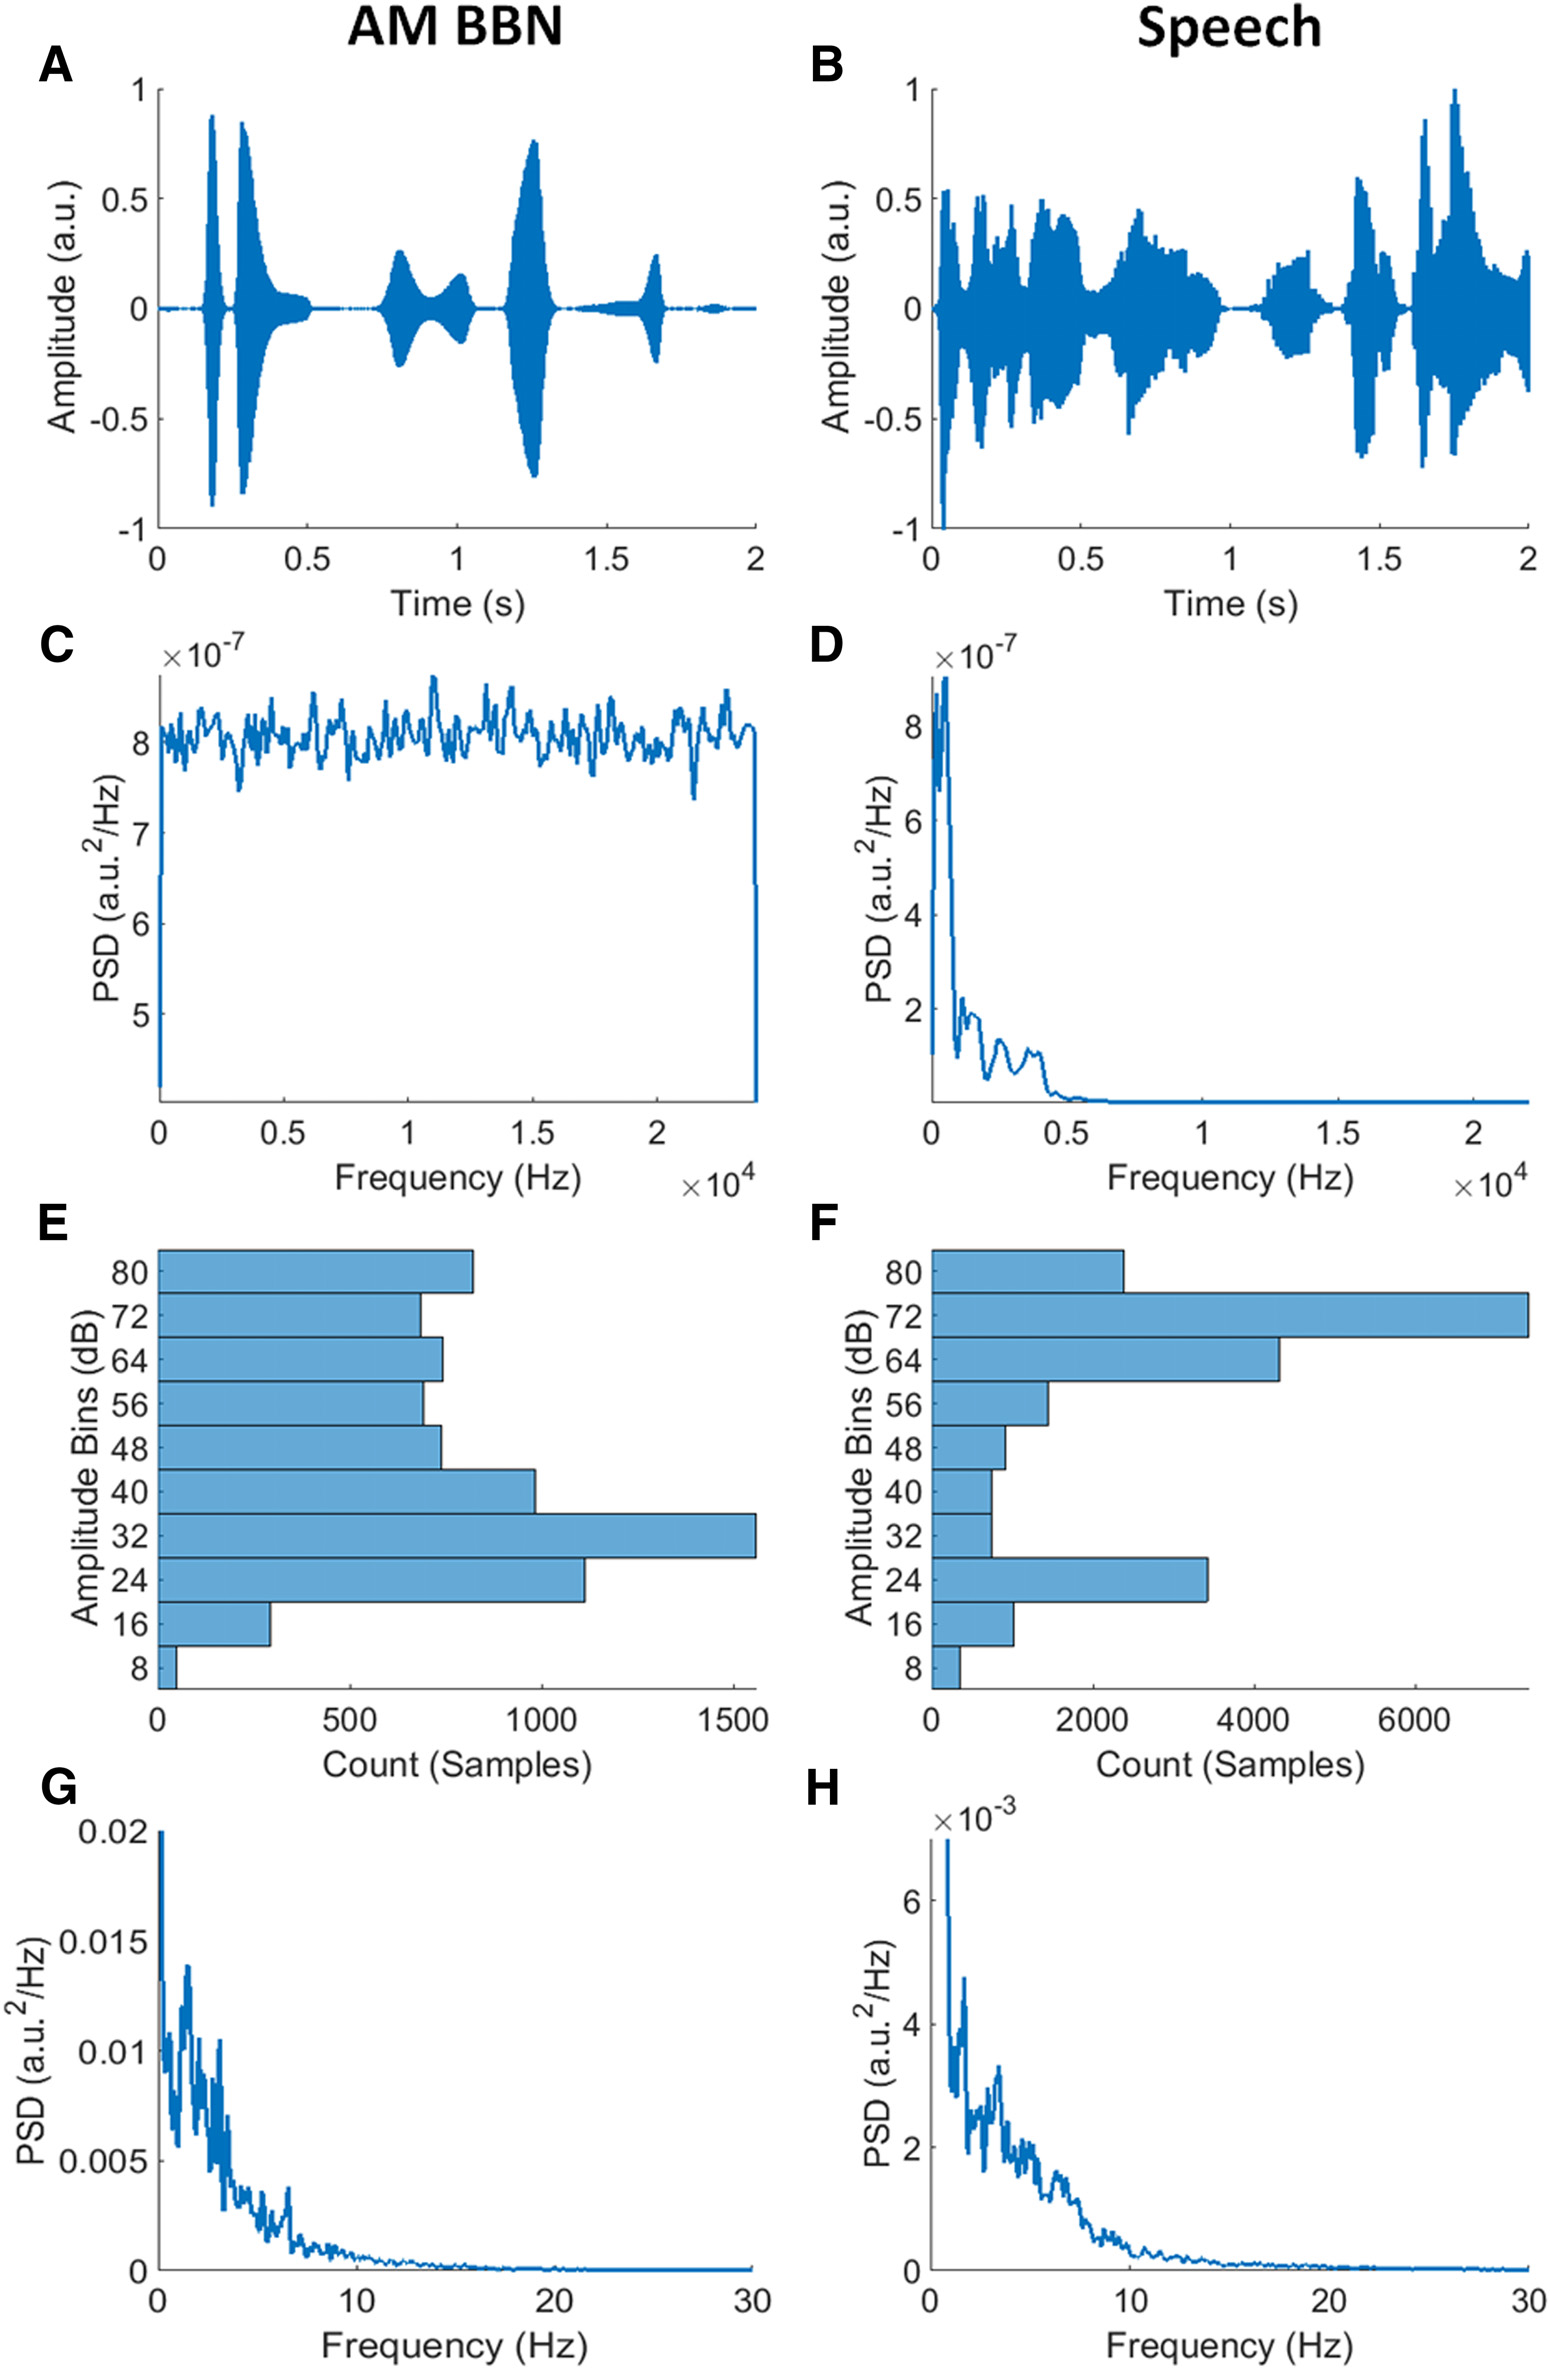 AM BBN Speech
A B
1 1
0.5 0.5
0 0
-0.5 -0.5
-1 -1
Amplitude (a.u.) Amplitude (a.u.)
0 0.5 1 1.5 2 0 0.5 1 1.5 2
Time (s) Time (s)
C D
×10-7 ×10-7
8 8
7 6
6 4
5 2
PSD (a.u.2/Hz) PSD (a.u.2/Hz)
0 0.5 1 1.5 2 0 0.5 1 1.5 2
Frequency (Hz) ×104 Frequency (Hz) ×104
E F
80 80
72 72
64 64
56 56
48 48
40 40
32 32
24 24
16 16
8 8
Amplitude Bins (dB) Amplitude Bins (dB)
0 500 1000 1500 0 2000 4000 6000
Count (Samples) Count (Samples)
G H
×10-3
0.02
0.015 6
0.01 4
0.005 2
0 0
PSD (a.u.2/Hz) PSD (a.u.2/Hz)
0 10 20 30 0 10 20 30
Frequency (Hz) Frequency (Hz)